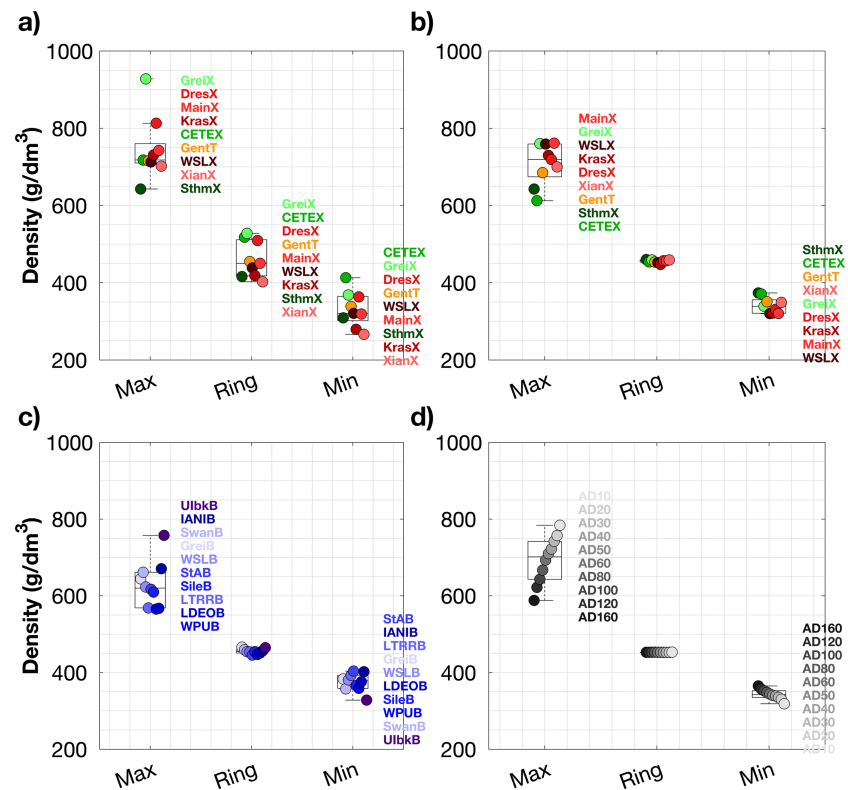 a)
Density (g/dm³)
1000
800
600
400
200
GreiX
DresX
MainX
KrasX
CETEX
GentT
WSLX
XianX
SthmX
GreiX
CETEX
DresX
GentT
MainX
WSLX
KrasX
SthmX
XianX
CETEX
GreiX
DresX
GentT
WSLX
MainX
SthmX
KrasX
XianX
Max
Ring
Min
b)
1000
800
600
400
200
MainX
GreiX
WSLX
KrasX
DresX
XianX
GentT
SthmX
CETEX
SthmX
CETEX
GentT
XianX
GreiX
DresX
KrasX
MainX
WSLX
Max
Ring
Min
c)
Density (g/dm³)
1000
800
600
400
200
UlbkB
IANIB
SwanB
GreiB
WSLB
StAB
SileB
LTRRB
LDEOB
WPUB
StAB
IANIB
LTRRB
GreiB
WSLB
LDEOB
SileB
WPUB
SwanB
UlbkB
Max
Ring
Min
d)
1000
800
600
400
200
AD10
AD20
AD30
AD40
AD50
AD60
AD80
AD100
AD120
AD160
AD160
AD120
AD100
AD80
AD60
AD50
AD40
AD30
AD20
AD10
Max
Ring
Min